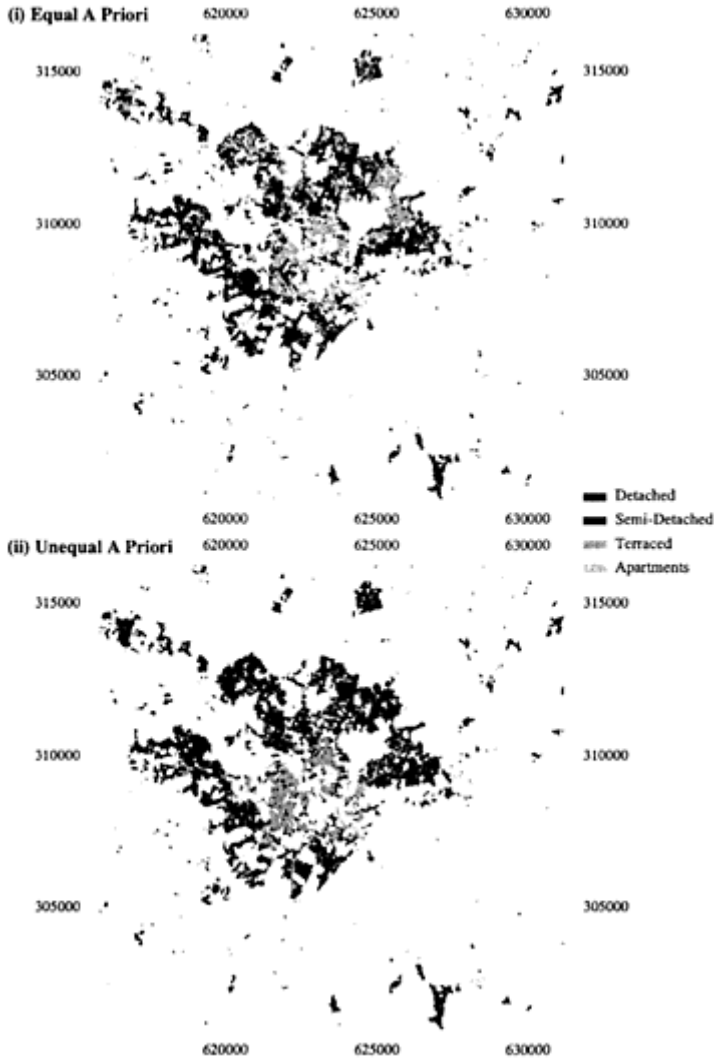 (i) Equal A Priori 620000 625000 630000
315000 315000
310000 310000
305000 305000
Detached
620000 625000 630000 Semi-Detached
(ii) Unequal A Priori 620000 625000 630000 Terraced
Apartments
315000 315000
310000 310000
305000 305000
620000 625000 630000